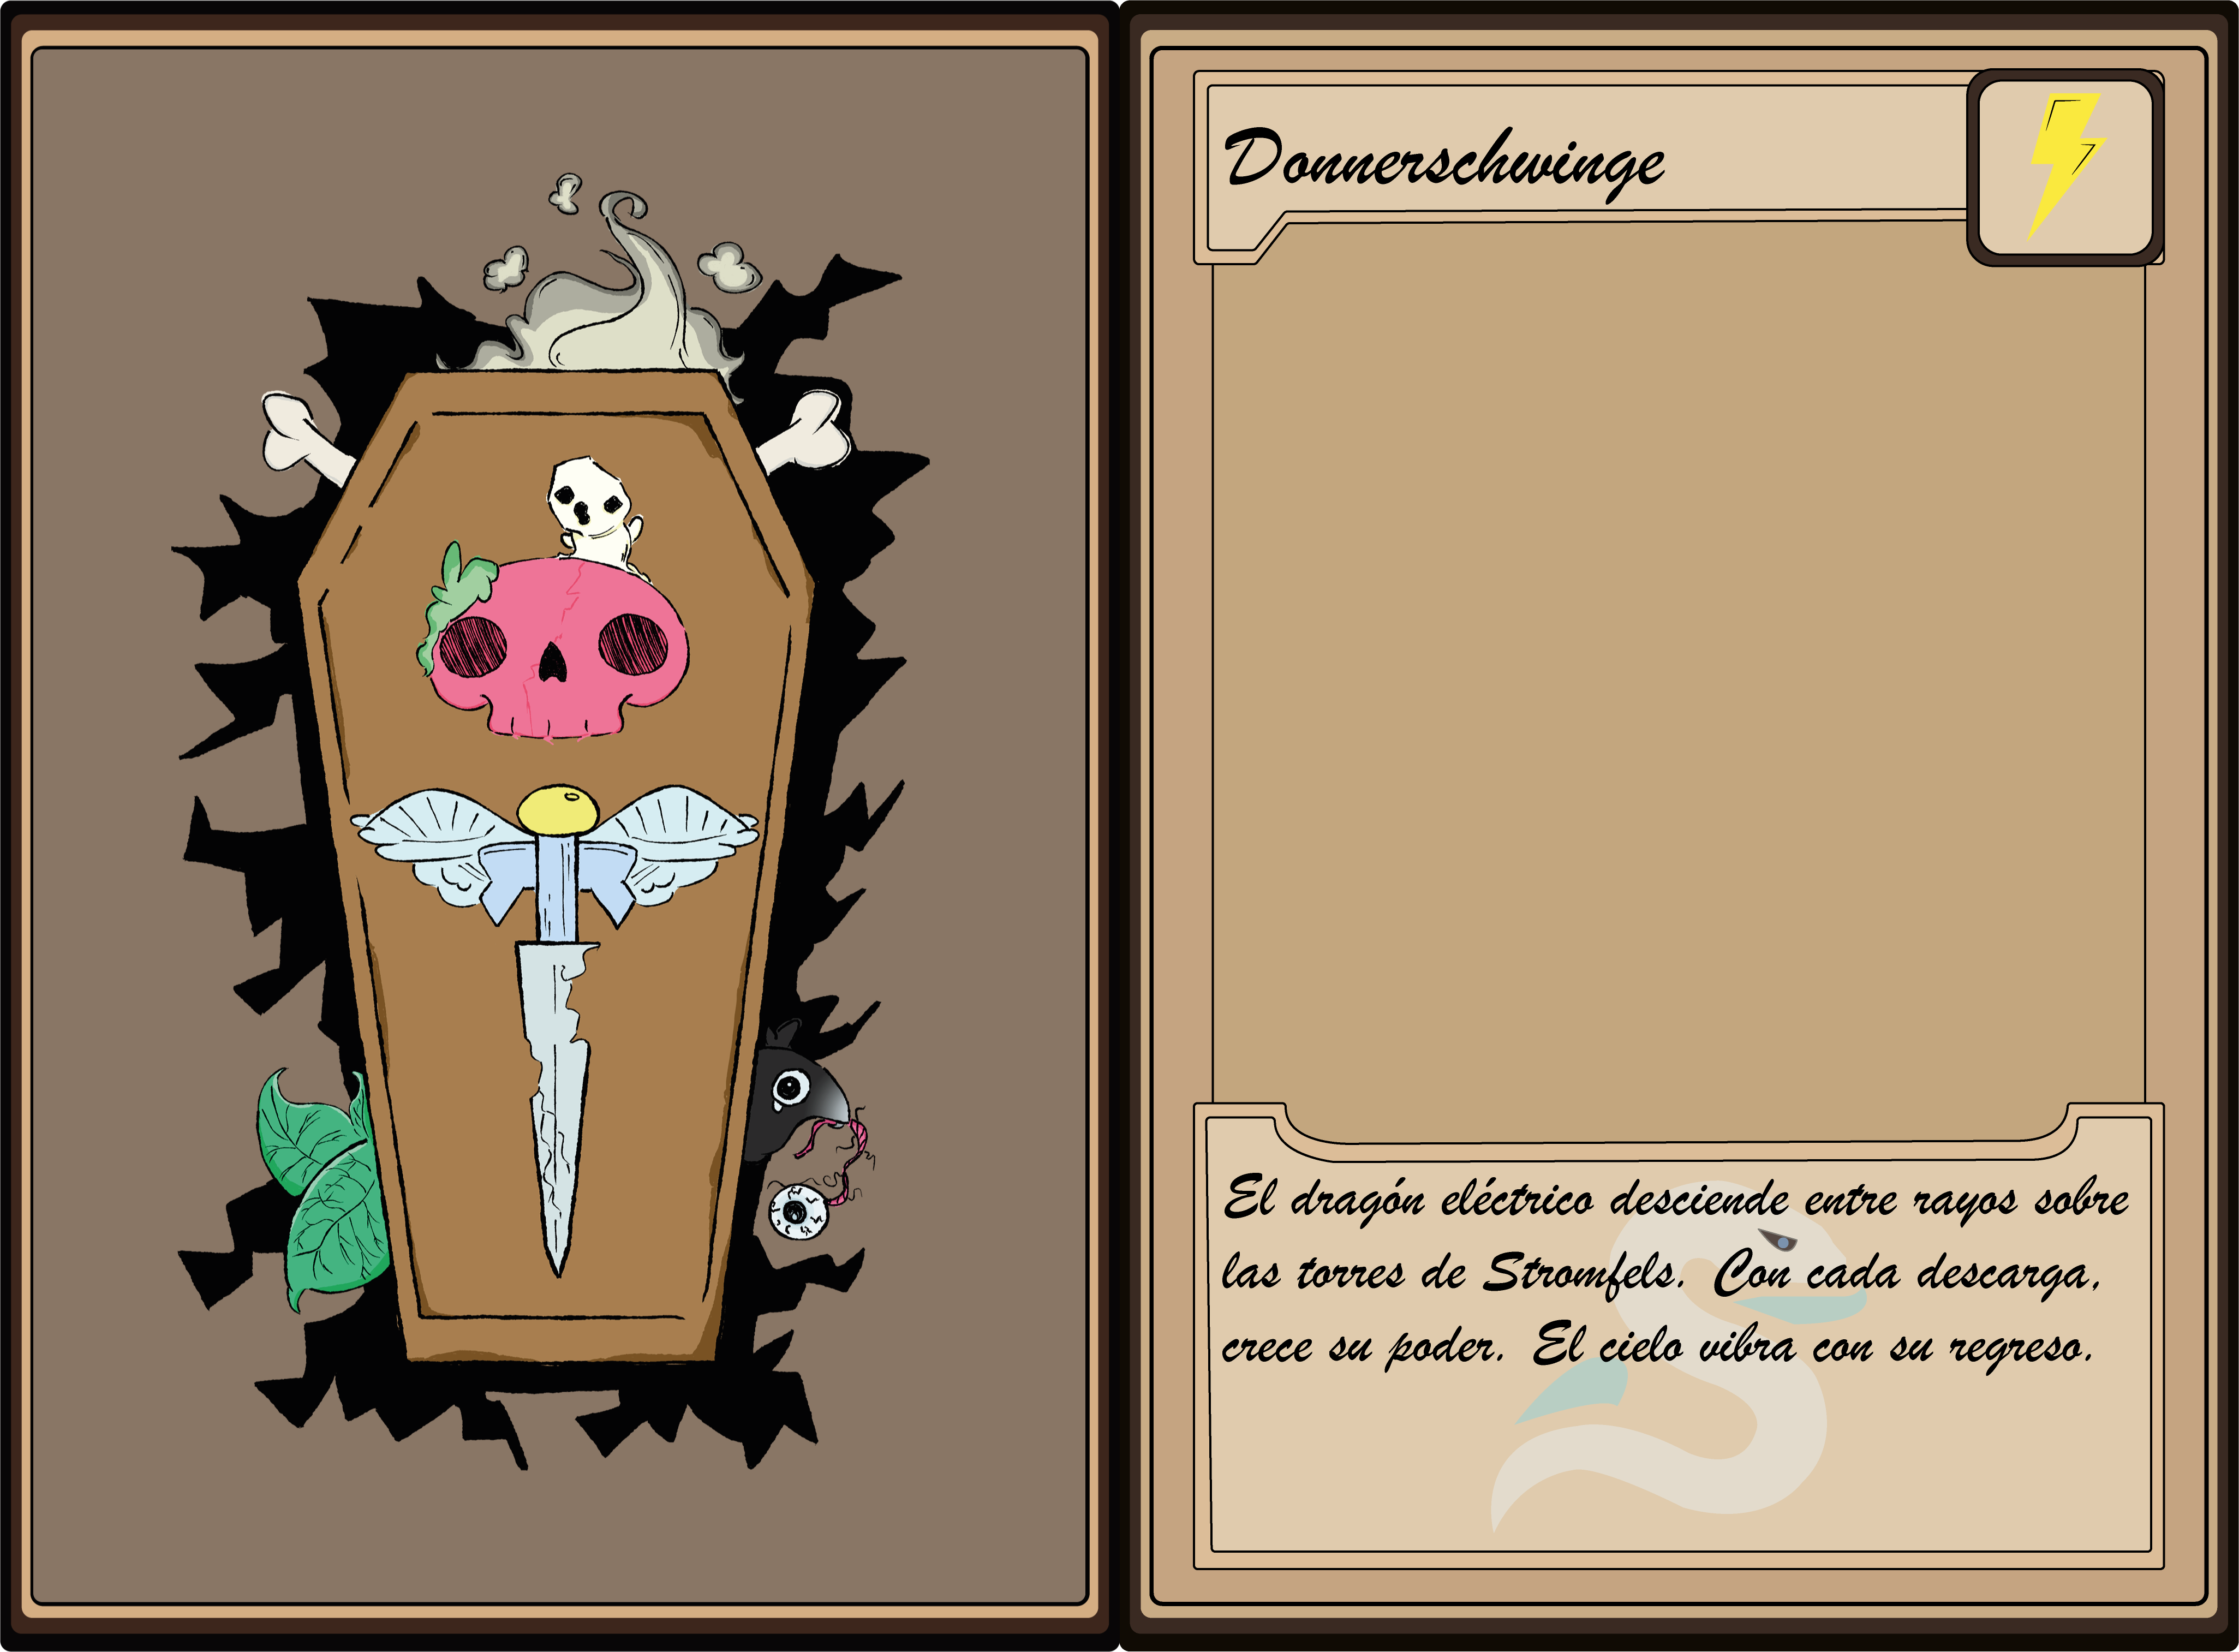 Donnerschwinge
El dragón eléctrico desciende entre rayos sobre
las torres de Stromfels. Con cada descarga,
crece su poder. El cielo vibra con su regreso.